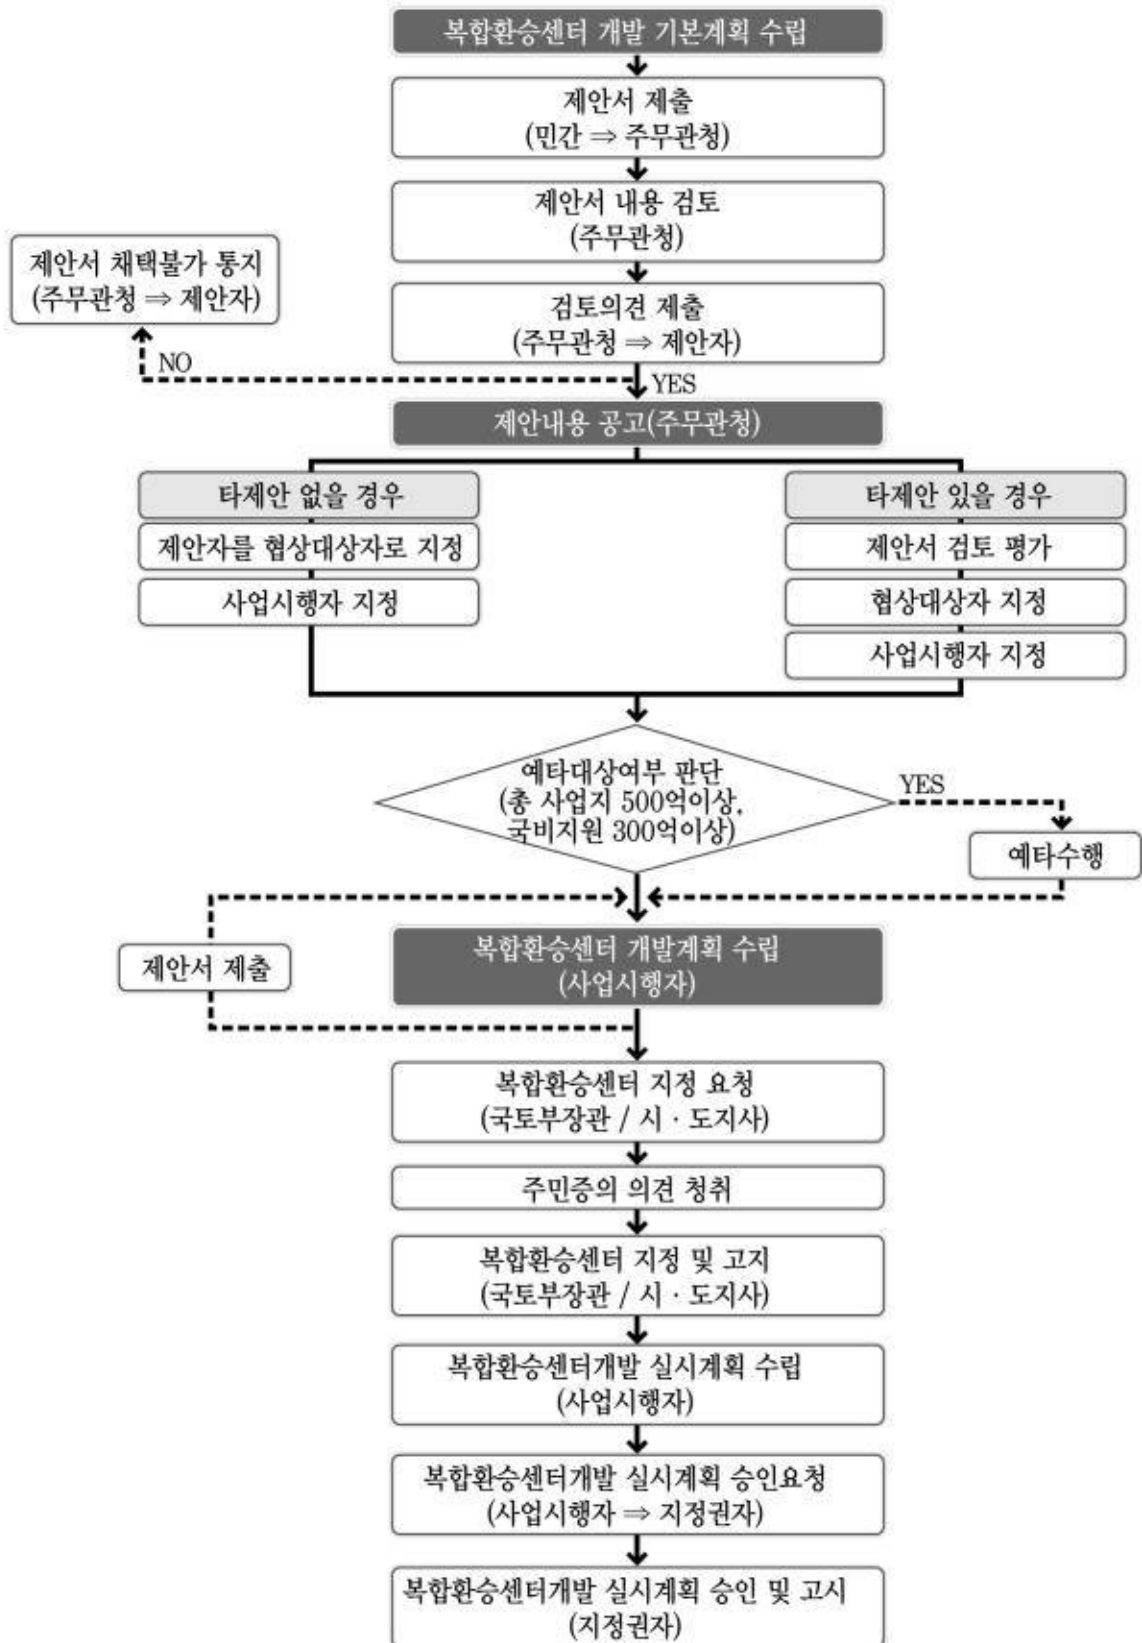 복합환승센터 개발 기본계획 수립
제안서 제출
(민간 ⇒ 주무관청)
제안서 내용 검토
(주무관청)
제안서 채택불가 통지
(주무관청 ⇒ 제안자)
검토의견 제출
(주무관청 ⇒ 제안자)
NO
YES
제안내용 공고(주무관청)
타제안 없을 경우
제안자를 협상대상자로 지정
사업시행자 지정
타제안 있을 경우
제안서 검토 평가
협상대상자 지정
사업시행자 지정
예타대상여부 판단
(총 사업지 500억이상,
국비지원 300억이상)
YES
예타수행
제안서 제출
복합환승센터 개발계획 수립
(사업시행자)
복합환승센터 지정 요청
(국토부장관 / 시 · 도지사)
주민증의 의견 청취
복합환승센터 지정 및 고지
(국토부장관 / 시 · 도지사)
복합환승센터개발 실시계획 수립
(사업시행자)
복합환승센터개발 실시계획 승인요청
(사업시행자 ⇒ 지정권자)
복합환승센터개발 실시계획 승인 및 고시
(지정권자)